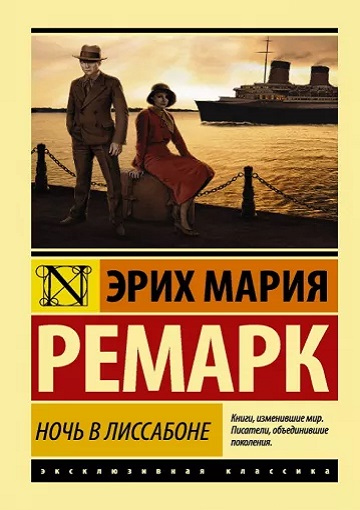 N
ЭРИХ МАРИЯ
РЕМАРК
НОЧЬ В ЛИССАБОНЕ
Книги, изменившие мир.
Писатели, объединившие
поколения.
эксклюзивная классика